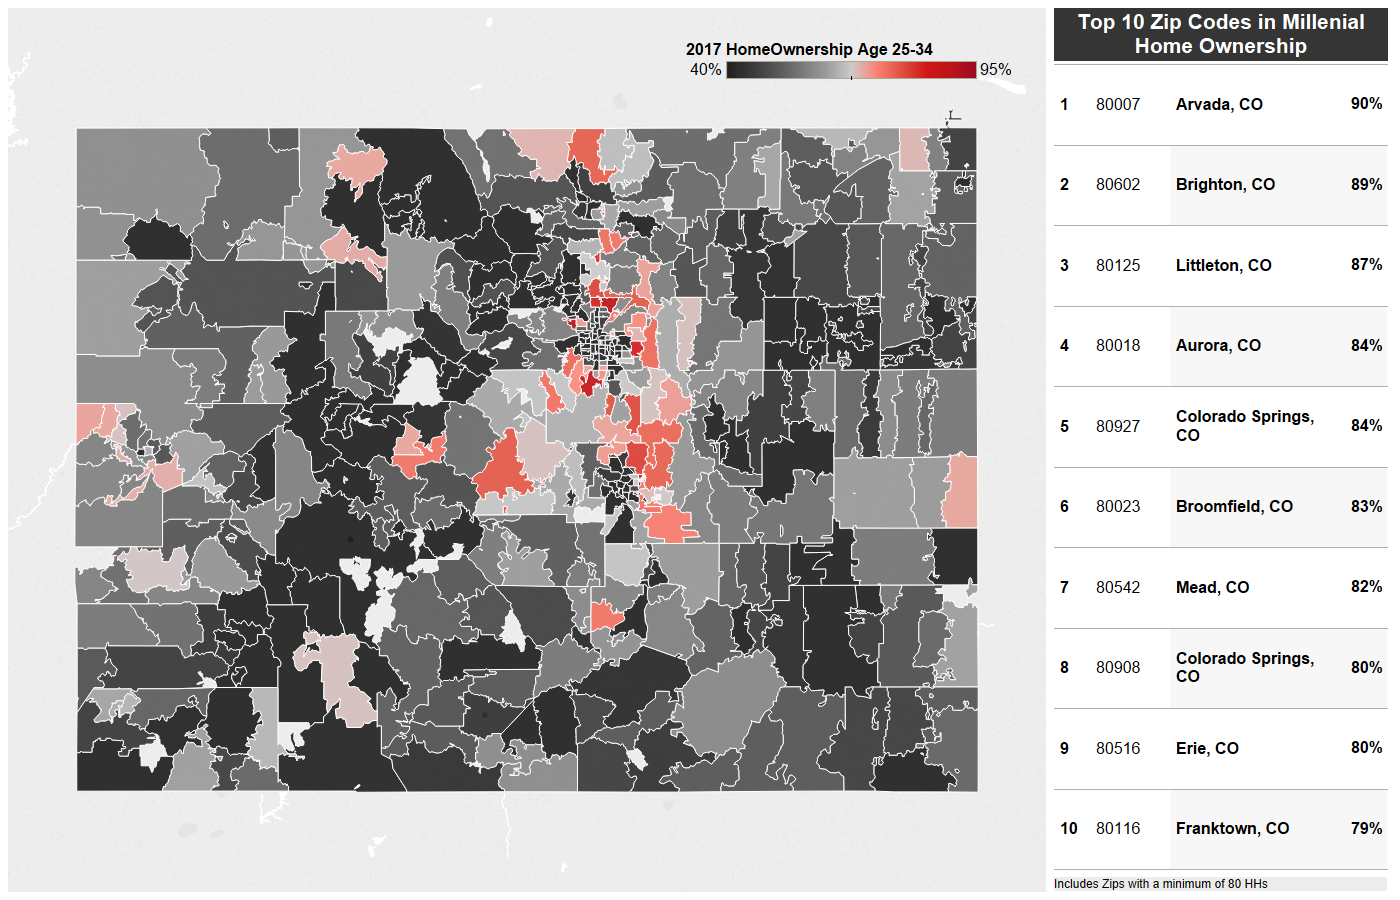 2017 HomeOwnership Age 25-34
40% 95%
Top 10 Zip Codes in Millenial
Home Ownership
1 80007 Arvada, CO 90%
2 80602 Brighton, CO 89%
3 80125 Littleton, CO 87%
4 80018 Aurora, CO 84%
5 80927 Colorado Springs,
CO 84%
6 80023 Broomfield, CO 83%
7 80542 Mead, CO 82%
8 80908 Colorado Springs,
CO 80%
9 80516 Erie, CO 80%
10 80116 Franktown, CO 79%
Includes Zips with a minimum of 80 HHs